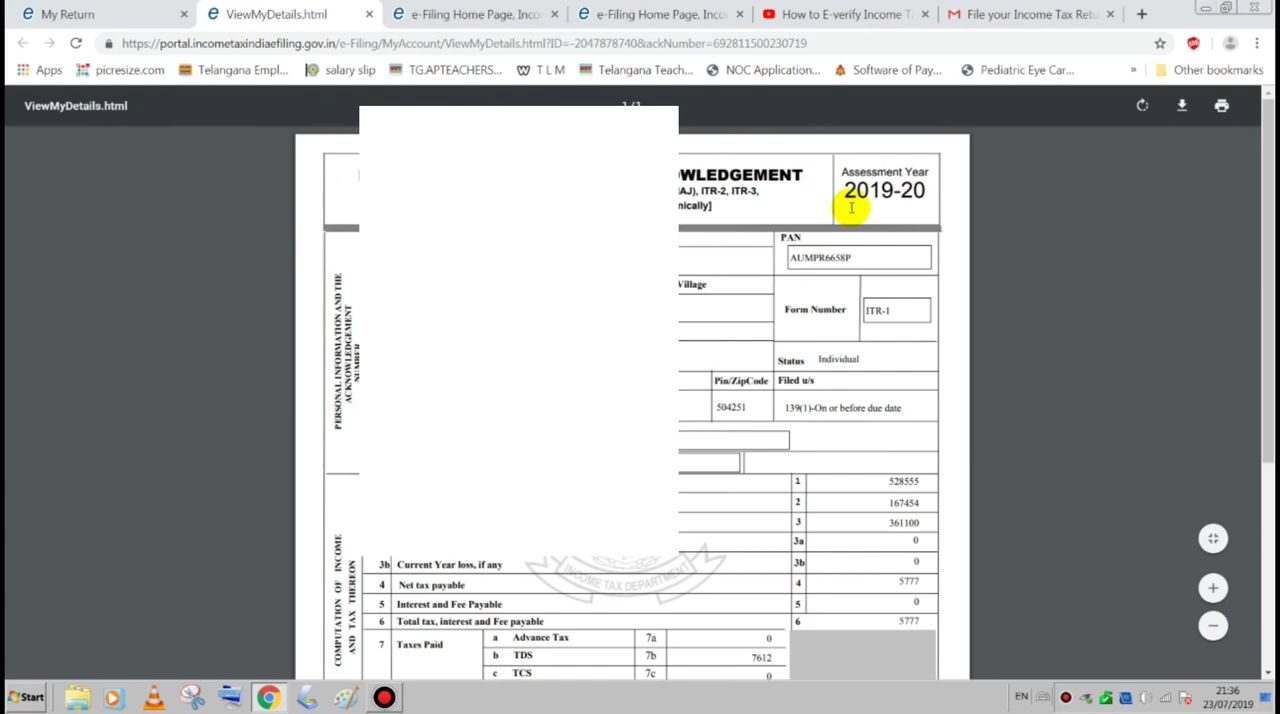 My Return
ViewMyDetails.html
e-Filing Home Page, Inco
e-Filing Home Page, Inco
How to E-verify Income T
File your Income Tax Retu
https://portal.incometaxindiaefiling.gov.in/e-Filing/MyAccount/ViewMyDetails.html?ID=-2047878740&ackNumber=692811500230719
Apps
picresize.com
Telangana Empl...
salary slip
TG.APTEACHERS...
T L M
Telangana Teach...
NOC Application...
Software of Pay...
Pediatric Eye Car...
»
Other bookmarks
ViewMyDetails.html
1/1
WLEDGEMENT
AJ), ITR-2, ITR-3,
nically]
Assessment Year
2019-20
PERSONAL INFORMATION AND THE
ACKNOWLEDGEMENT
NUMBER
PAN
AUMPR6658P
Village
Form Number
ITR-1
Status Individual
Pin/ZipCode
Filed u/s
504251
139(1)-On or before due date
COMPUTATION OF INCOME
AND TAX THEREON
1 528555
2 167454
3 361100
3a 0
3b Current Year loss, if any 3b 0
INCOME TAX DEPARTMENT
4 Net tax payable 4 5777
5 Interest and Fee Payable 5 0
6 Total tax, interest and Fee payable 6 5777
7 Taxes Paid a Advance Tax 7a 0
b TDS 7b 7612
c TCS 7c 0
Start
EN
21:36
23/07/2019